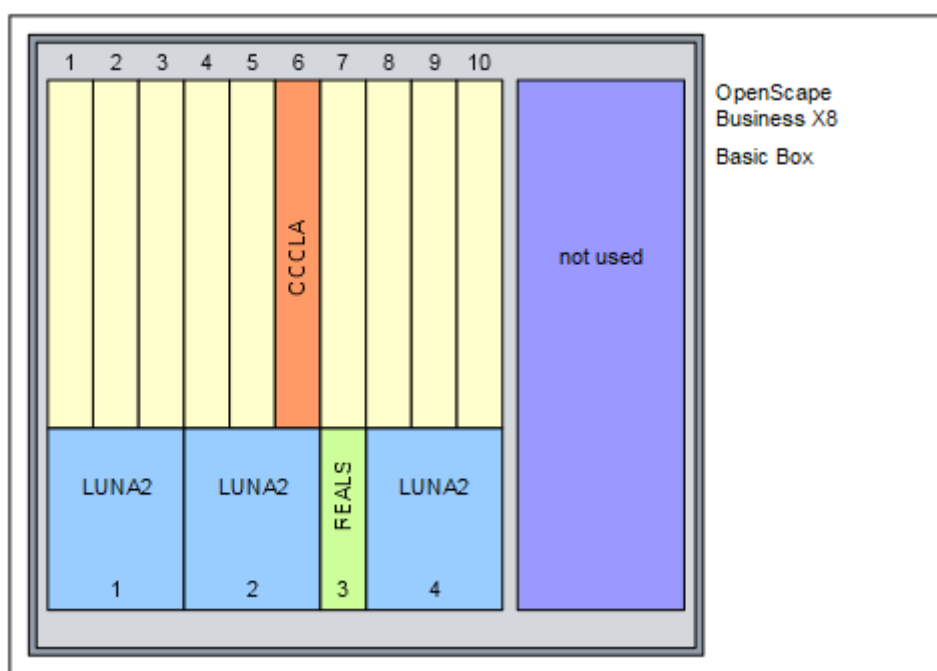 1 2 3 4 5 6 7 8 9 10
OpenScape
Business X8
Basic Box
CCCLA
not used
LUNA2 LUNA2 REALS LUNA2
1 2 3 4